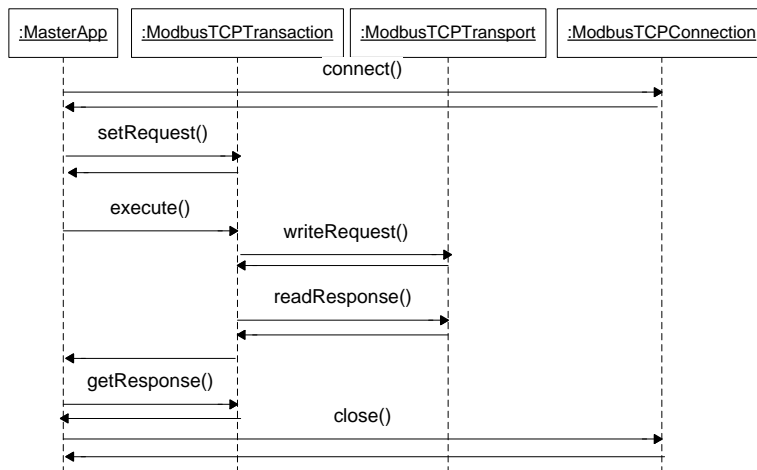 :MasterApp
:ModbusTCPTransaction
:ModbusTCPTransport
:ModbusTCPConnection
connect()
setRequest()
execute()
writeRequest()
readResponse()
getResponse()
close()